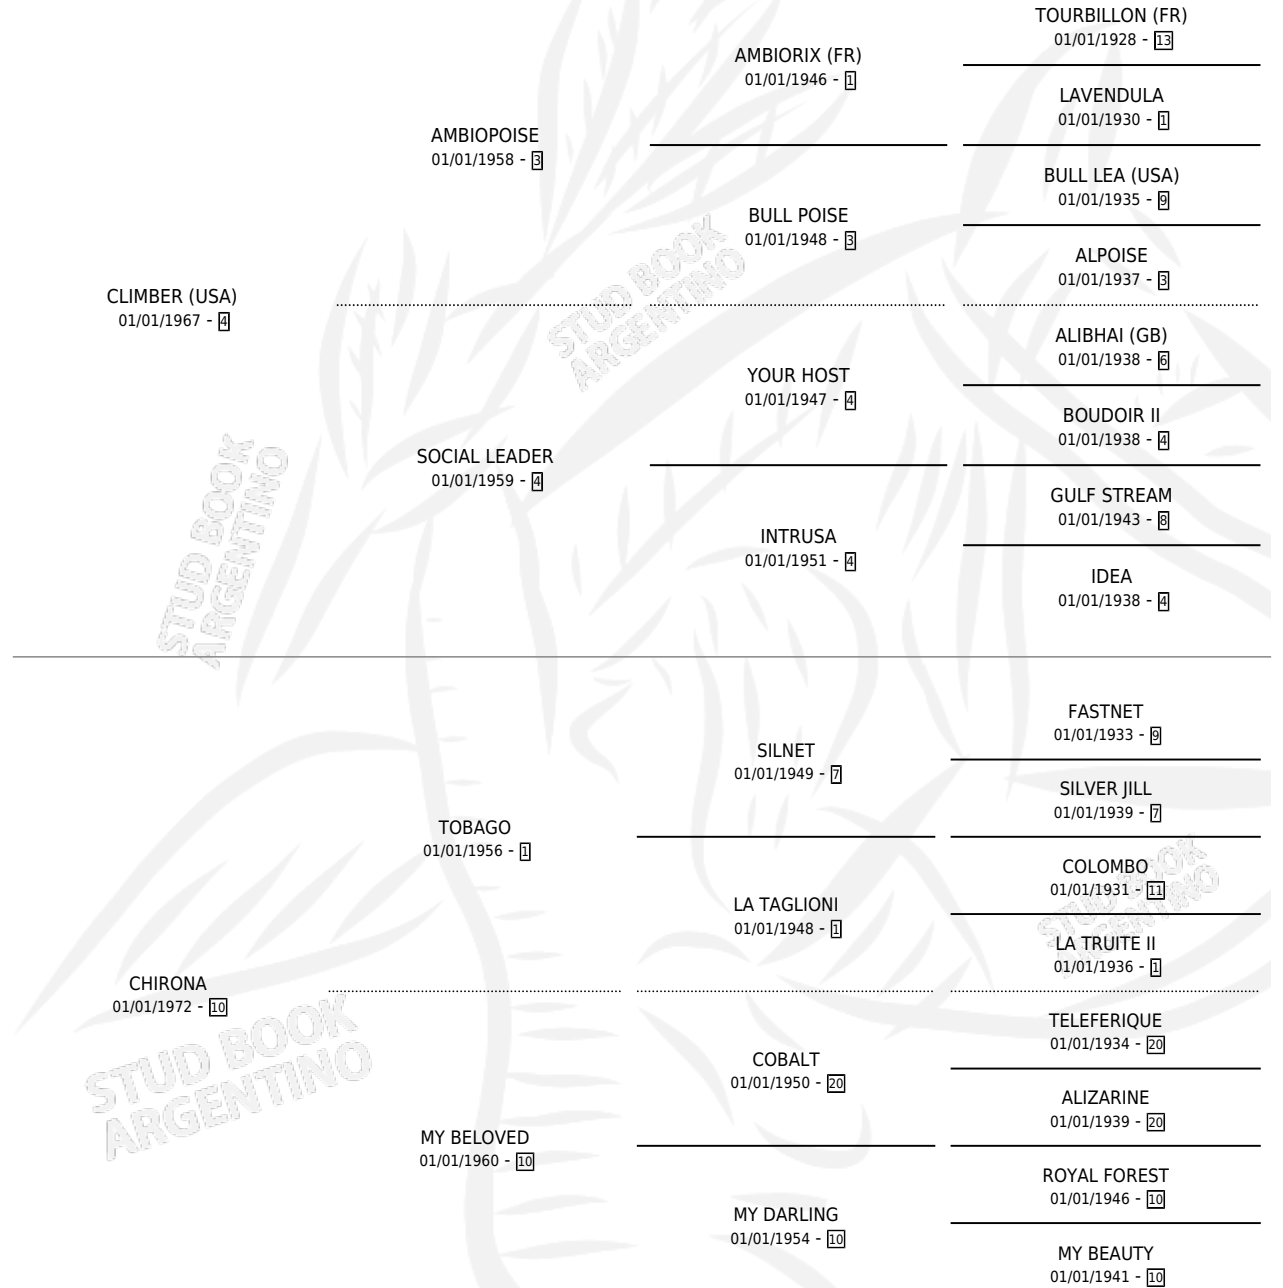 TOURBILLON (FR)
01/01/1928 - 13
AMBIORIX (FR)
01/01/1946 - 1
LAVENDULA
01/01/1930 - 1
AMBIOPOISE
01/01/1958 - 3
BULL LEA (USA)
01/01/1935 - 9
BULL POISE
01/01/1948 - 3
ALPOISE
01/01/1937 - 3
CLIMBER (USA)
01/01/1967 - 4
ALIBHAI (GB)
01/01/1938 - 6
YOUR HOST
01/01/1947 - 4
BOUDOIR II
01/01/1938 - 4
SOCIAL LEADER
01/01/1959 - 4
GULF STREAM
01/01/1943 - 8
INTRUSA
01/01/1951 - 4
IDEA
01/01/1938 - 4
FASTNET
01/01/1933 - 9
SILNET
01/01/1949 - 7
SILVER JILL
01/01/1939 - 7
TOBAGO
01/01/1956 - 1
COLOMBO
01/01/1931 - 11
LA TAGLIONI
01/01/1948 - 1
LA TRUITE II
01/01/1936 - 1
CHIRONA
01/01/1972 - 10
TELEFERIQUE
01/01/1934 - 20
COBALT
01/01/1950 - 20
ALIZARINE
01/01/1939 - 20
MY BELOVED
01/01/1960 - 10
ROYAL FOREST
01/01/1946 - 10
MY DARLING
01/01/1954 - 10
MY BEAUTY
01/01/1941 - 10
STUD BOOK
ARGENTINO
STUD BOOK
ARGENTINO
STUD BOOK
ARGENTINO
STUD BOOK
ARGENTINO